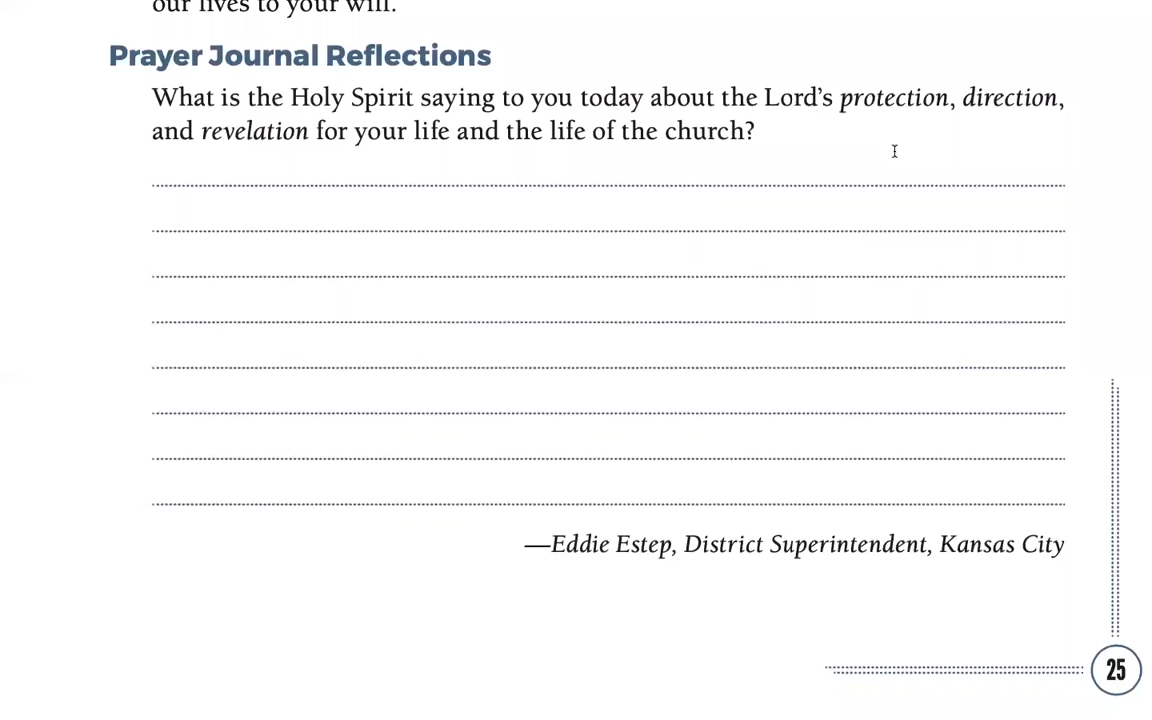 our lives to your will.
Prayer Journal Reflections
What is the Holy Spirit saying to you today about the Lord’s protection, direction,
and revelation for your life and the life of the church?
—Eddie Estep, District Superintendent, Kansas City
25